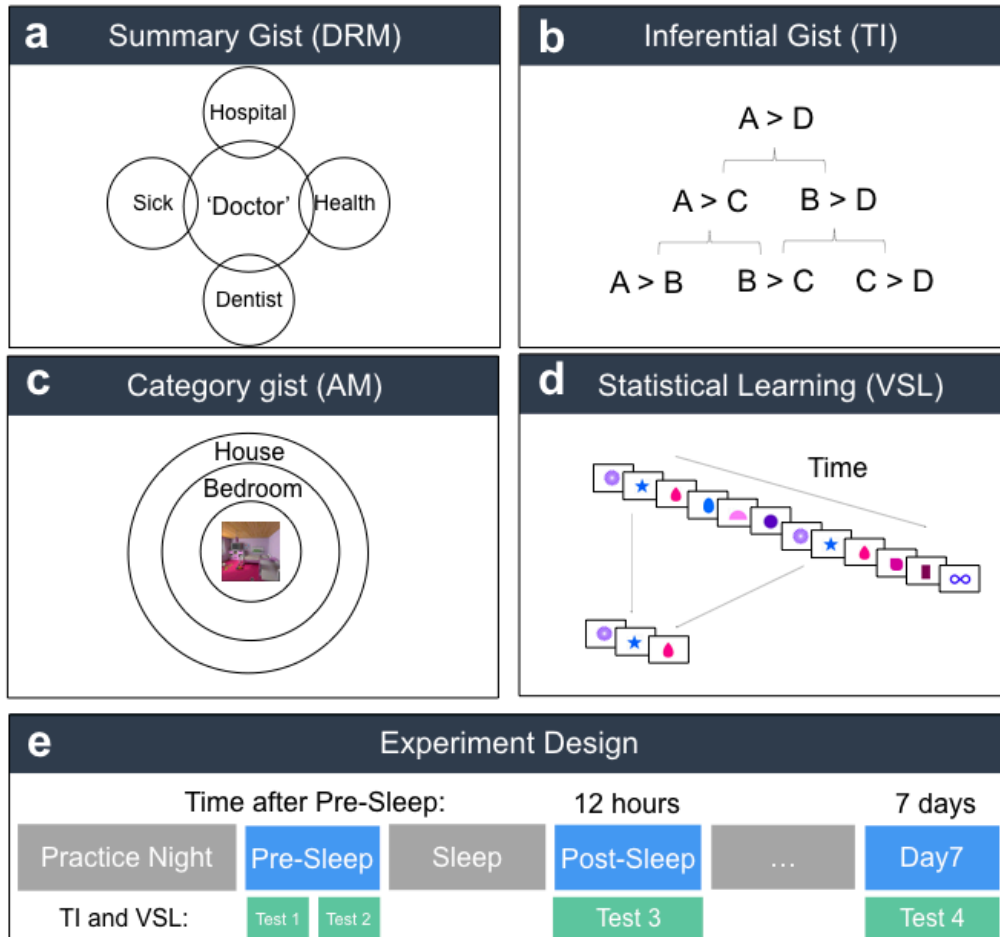 a Summary Gist (DRM)
Hospital
Sick 'Doctor' Health
Dentist
b Inferential Gist (TI)
A > D
A > C B > D
A > B B > C C > D
c Category gist (AM)
House
Bedroom
d Statistical Learning (VSL)
Time
e Experiment Design
Time after Pre-Sleep: 12 hours 7 days
Practice Night Pre-Sleep Sleep Post-Sleep ... Day7
TI and VSL: Test 1 Test 2 Test 3 Test 4